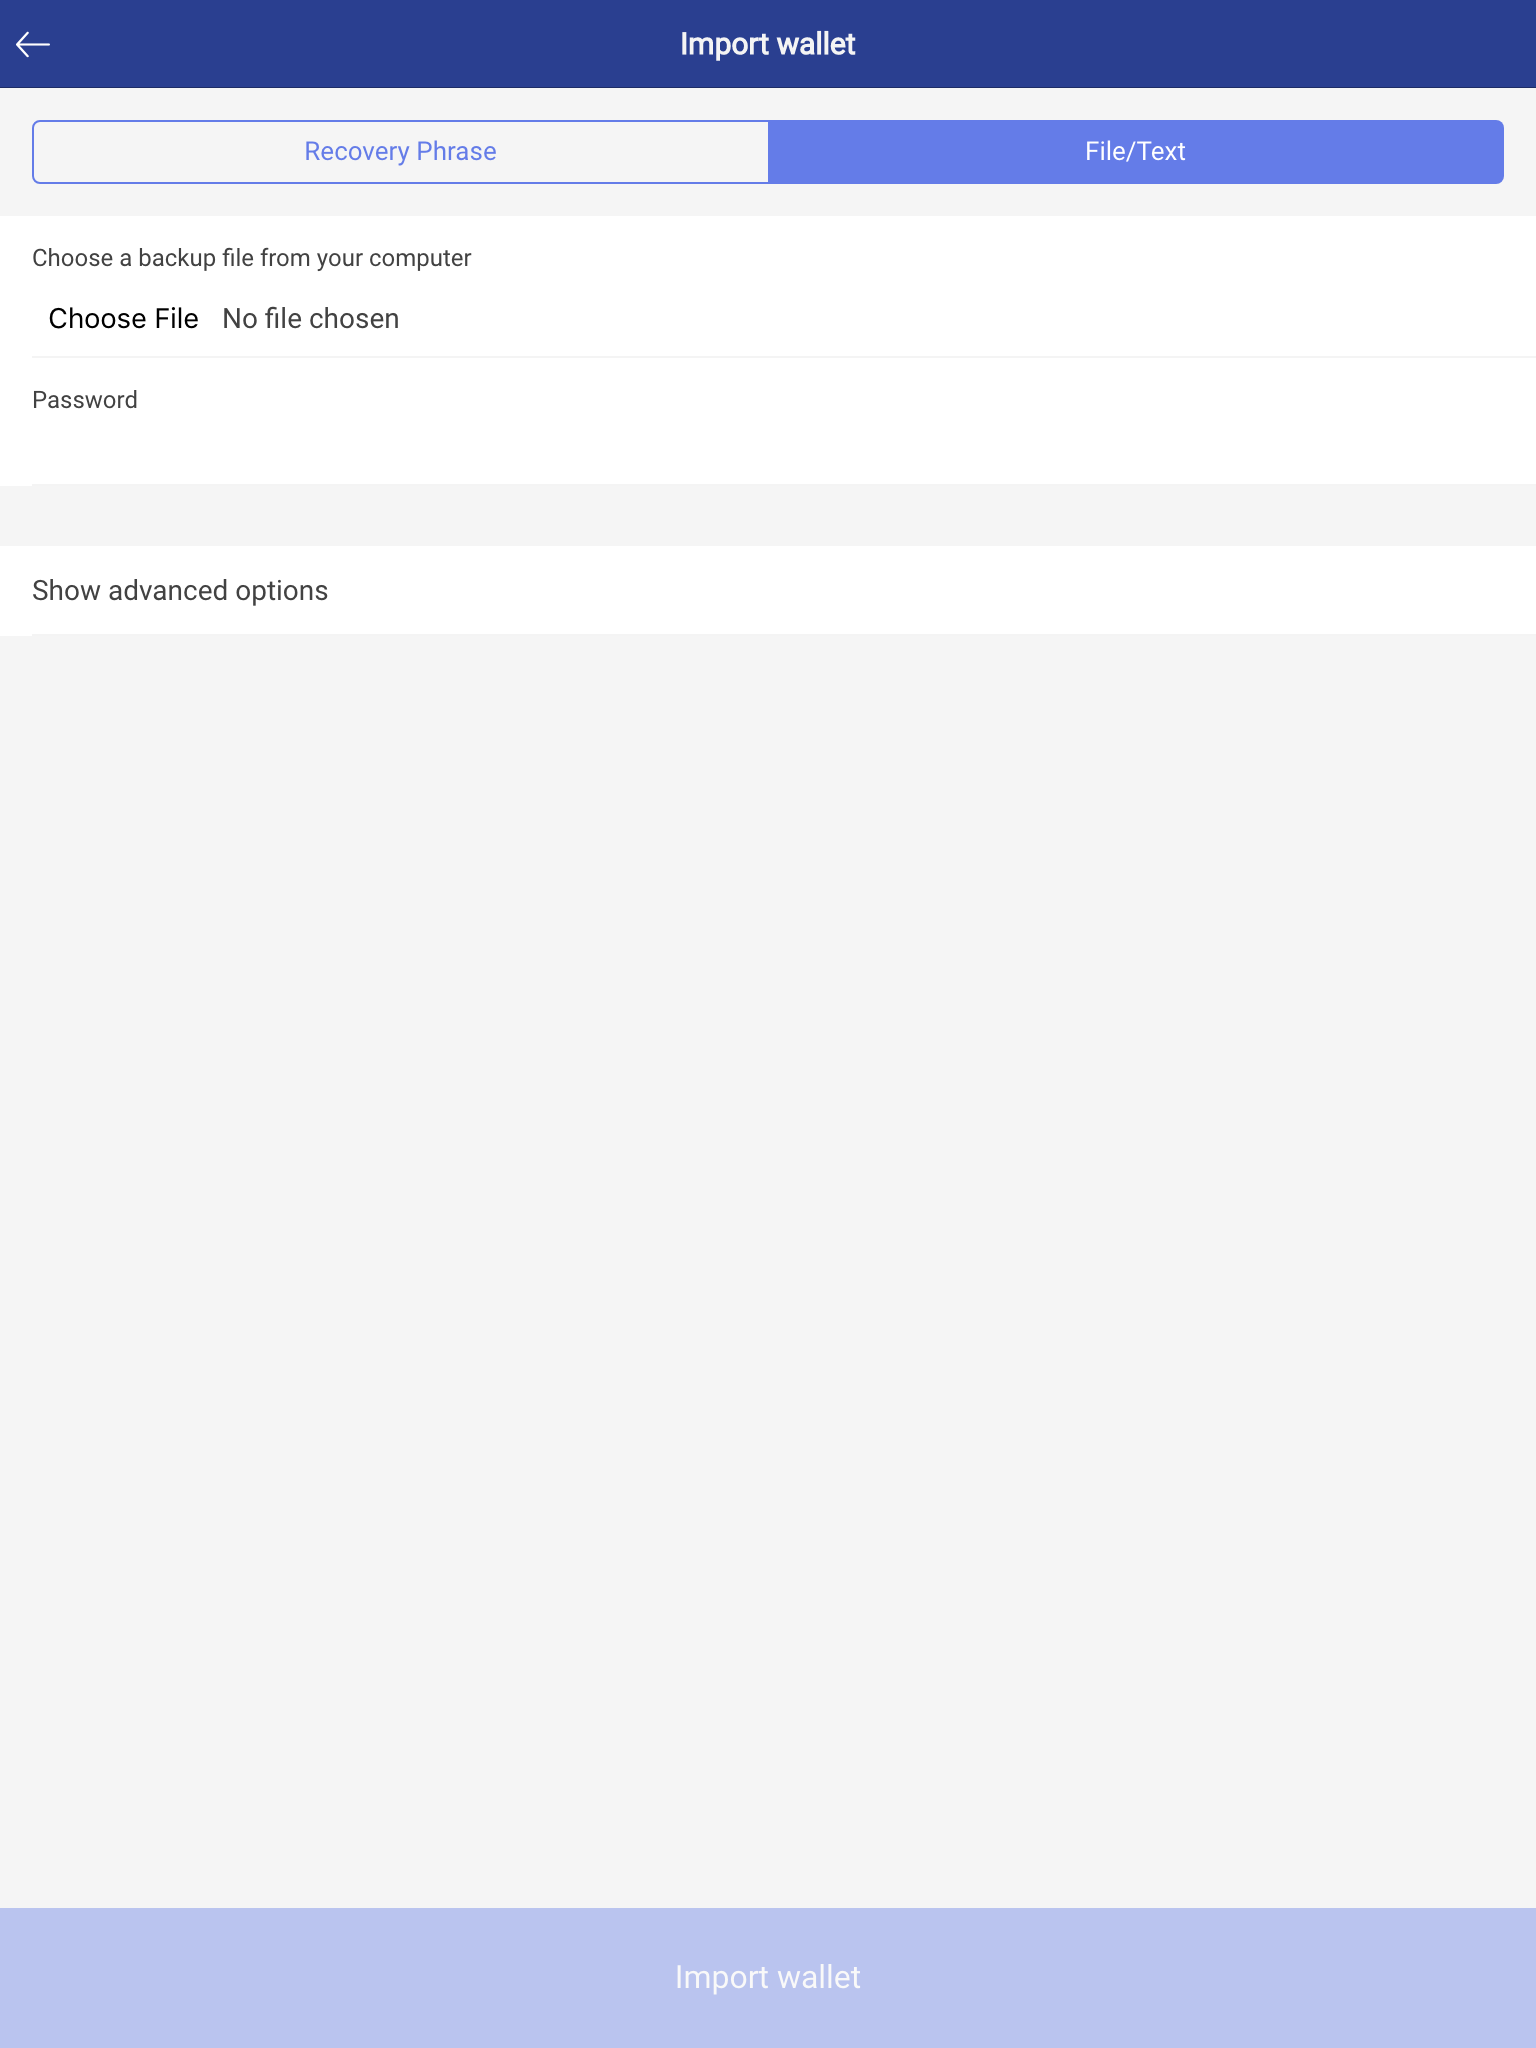 Import wallet
Recovery Phrase
File/Text
Choose a backup file from your computer
Choose File No file chosen
Password
Show advanced options
Import wallet